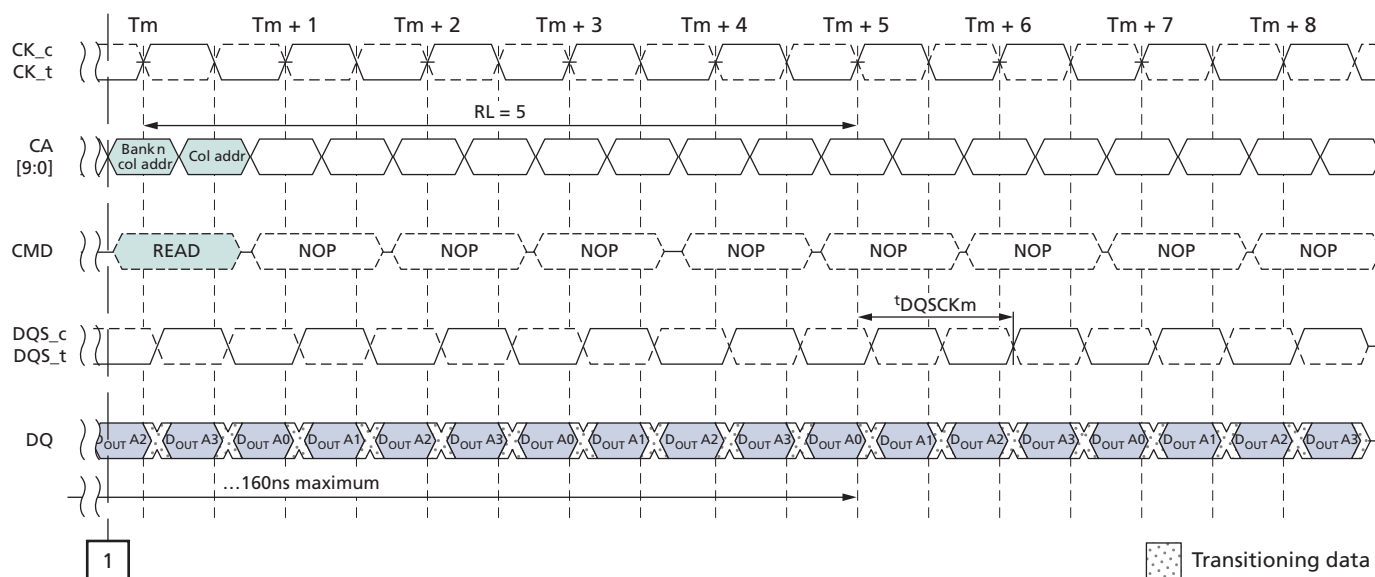 Tm Tm + 1 Tm + 2 Tm + 3 Tm + 4 Tm + 5 Tm + 6 Tm + 7 Tm + 8
CK_c
CK_t
RL = 5
CA
[9:0]
Bank n
col addr
Col addr
CMD READ NOP NOP NOP NOP NOP NOP NOP NOP
tDQSCKm
DQS_c
DQS_t
DQ DOUT A2 DOUT A3 DOUT A0 DOUT A1 DOUT A2 DOUT A3 DOUT A0 DOUT A1 DOUT A2 DOUT A3 DOUT A0 DOUT A1 DOUT A2 DOUT A3 DOUT A0 DOUT A1 DOUT A2 DOUT A3
…160ns maximum
1
Transitioning data